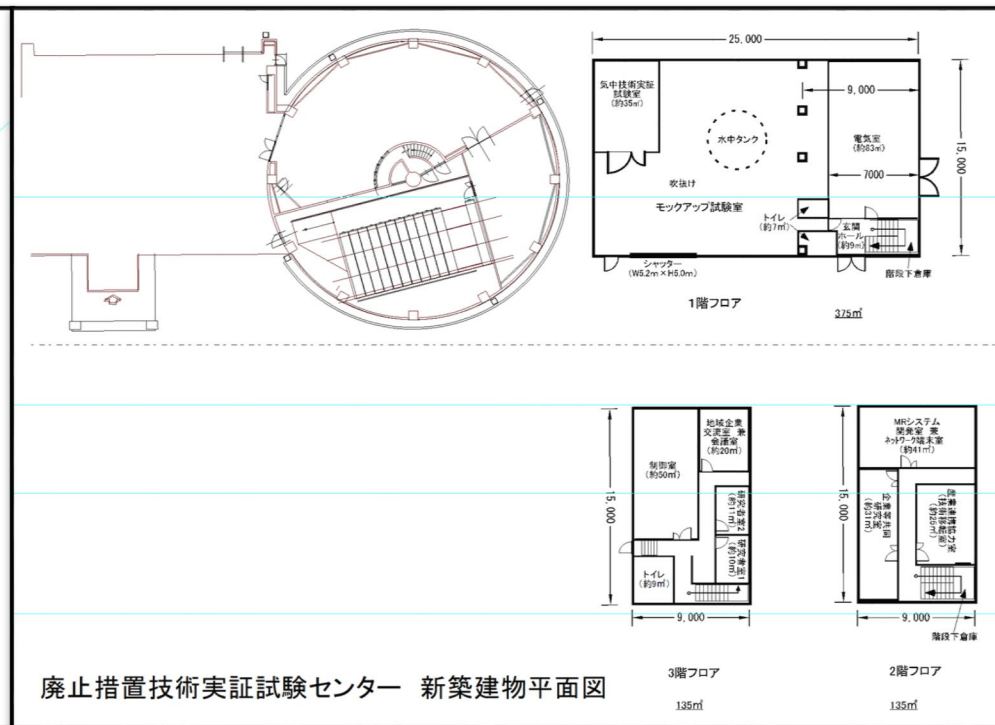 25,000
気中技術実証
試験室
(約35㎡)
水中タンク
9,000
電気室
(約63㎡)
15,000
7000
吹抜け
モックアップ試験室
トイレ
(約7㎡)
玄関
ホール
(約9㎡)
シャッター
(W5.2m×H5.0m)
階段下倉庫
1階フロア
375㎡
地域企業
交流室 兼
会議室
(約20㎡)
制御室
(約50㎡)
15,000
研究者室2
(約11㎡)
研究者室1
(約10㎡)
トイレ
(約9㎡)
9,000
3階フロア
135㎡
MRシステム
開発室 兼
ネットワーク端末室
(約41㎡)
15,000
企業等共同
研究室
(約31㎡)
産業連携協力室
(技術移転室)
(約25㎡)
9,000
階段下倉庫
2階フロア
135㎡
廃止措置技術実証試験センター 新築建物平面図